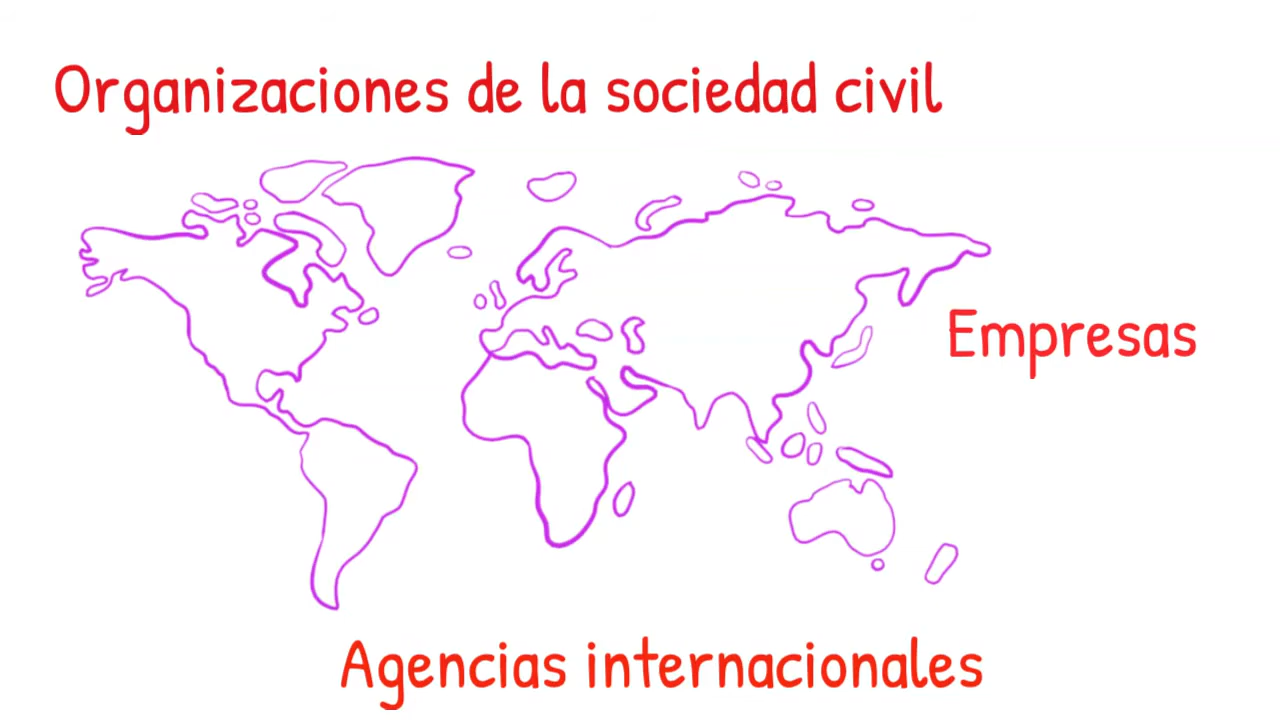 Organizaciones de la sociedad civil
Empresas
Agencias internacionales